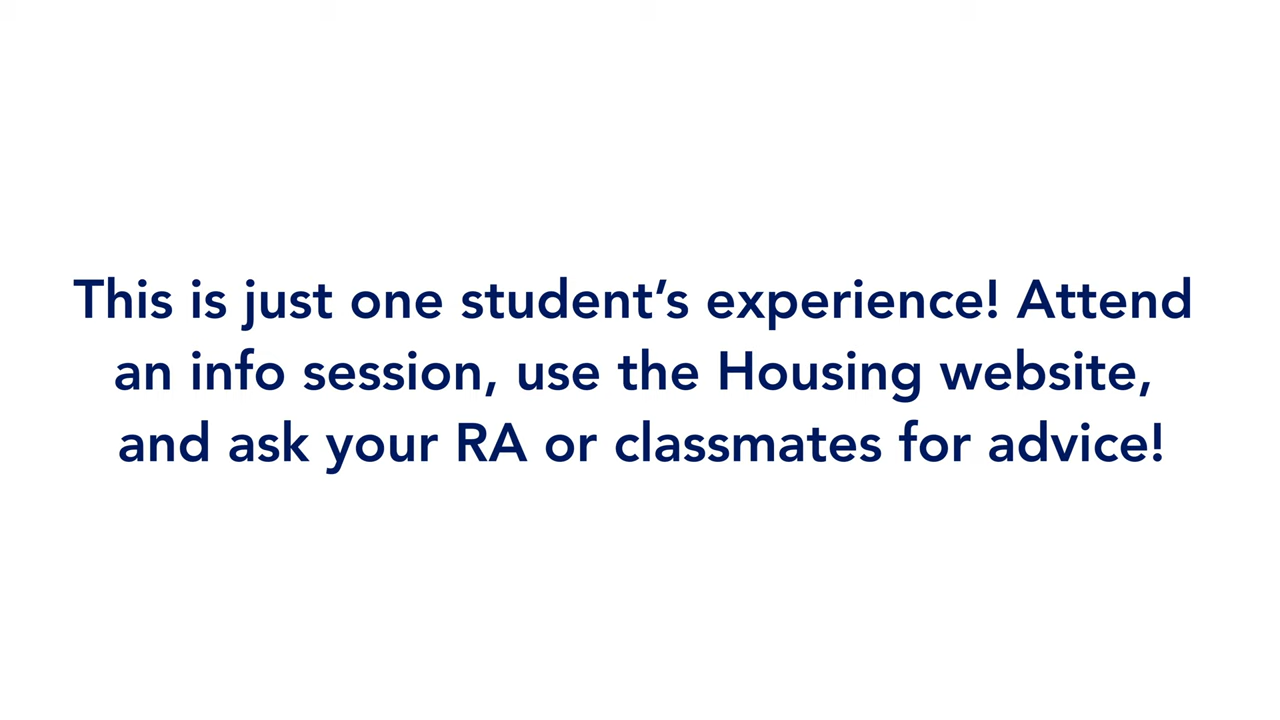 This is just one student’s experience! Attend
an info session, use the Housing website,
and ask your RA or classmates for advice!